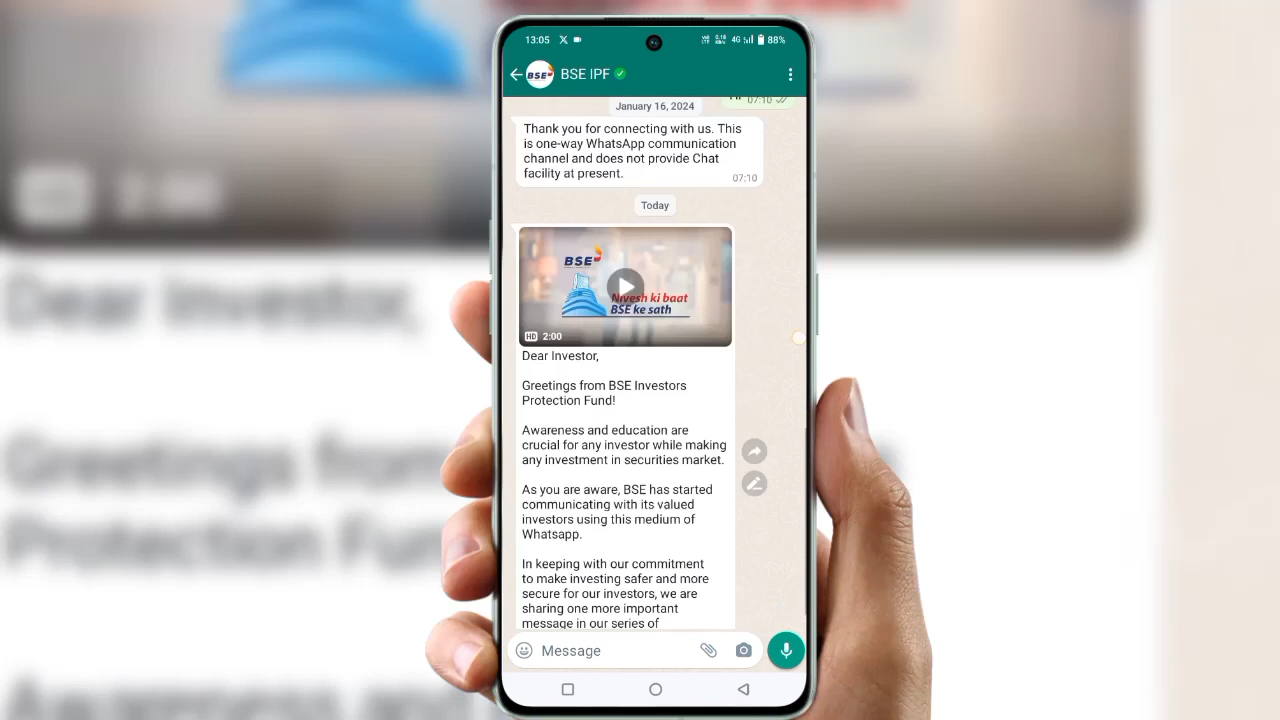 13:05
4G
88%
BSE
BSE IPF
07:10
January 16, 2024
Thank you for connecting with us. This
is one-way WhatsApp communication
channel and does not provide Chat
facility at present.
07:10
Today
BSE
Nivesh ki baat
BSE ke sath
HD 2:00
Dear Investor,
Greetings from BSE Investors
Protection Fund!
Awareness and education are
crucial for any investor while making
any investment in securities market.
As you are aware, BSE has started
communicating with its valued
investors using this medium of
Whatsapp.
In keeping with our commitment
to make investing safer and more
secure for our investors, we are
sharing one more important
message in our series of
Message